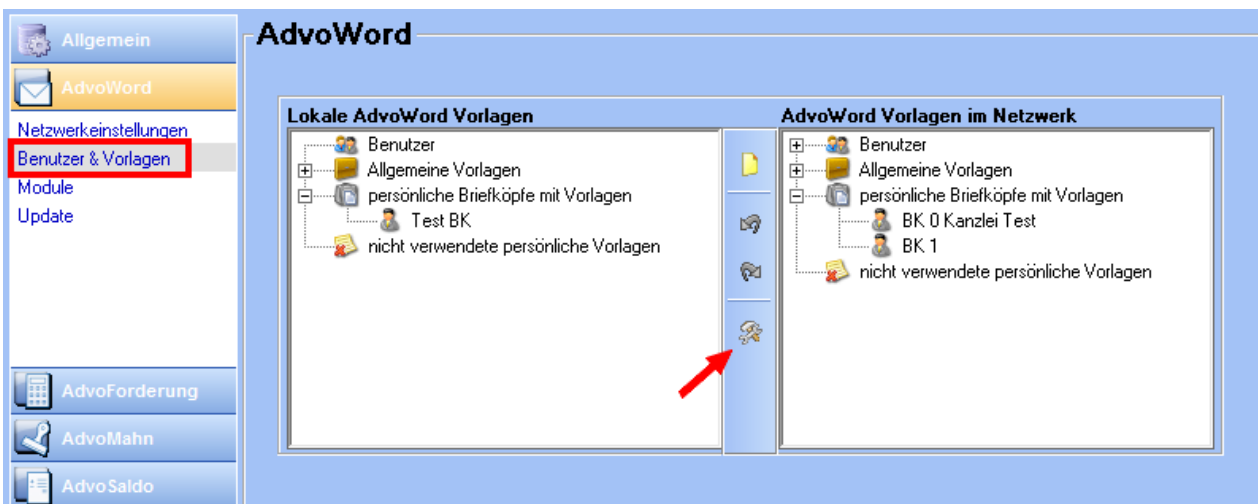 Allgemein
AdvoWord
Netzwerkeinstellungen
Benutzer & Vorlagen
Module
Update
AdvoForderung
AdvoMahn
AdvoSaldo
AdvoWord
Lokale AdvoWord Vorlagen
Benutzer
Allgemeine Vorlagen
persönliche Briefköpfe mit Vorlagen
Test BK
nicht verwendete persönliche Vorlagen
AdvoWord Vorlagen im Netzwerk
Benutzer
Allgemeine Vorlagen
persönliche Briefköpfe mit Vorlagen
BK 0 Kanzlei Test
BK 1
nicht verwendete persönliche Vorlagen